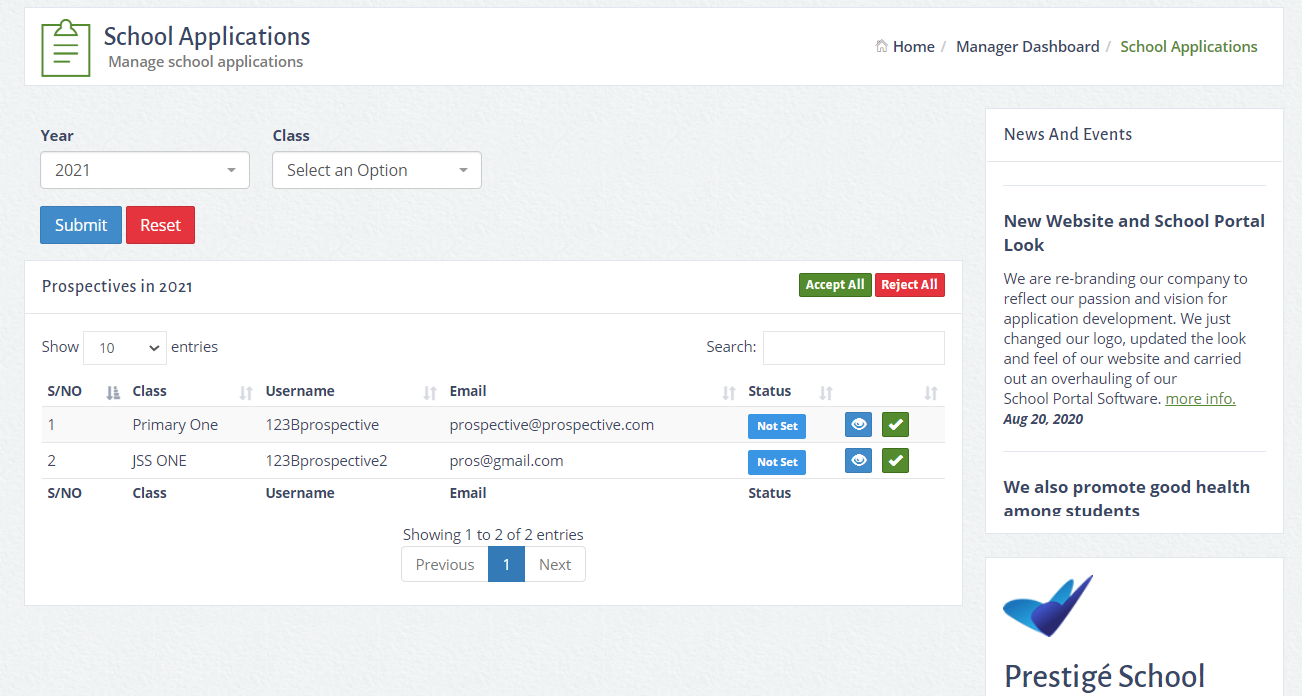 School Applications
Manage school applications
Home / Manager Dashboard / School Applications
Year
Class
2021
Select an Option
Submit
Reset
Prospectives in 2021
Accept All
Reject All
Show 10 entries
Search:
S/NO Class Username Email Status
1 Primary One 123Bprospective prospective@prospective.com Not Set
2 JSS ONE 123Bprospective2 pros@gmail.com Not Set
S/NO Class Username Email Status
Showing 1 to 2 of 2 entries
Previous 1 Next
News And Events
New Website and School Portal
Look
We are re-branding our company to
reflect our passion and vision for
application development. We just
changed our logo, updated the look
and feel of our website and carried
out an overhauling of our
School Portal Software. more info.
Aug 20, 2020
We also promote good health
among students
Prestigé School